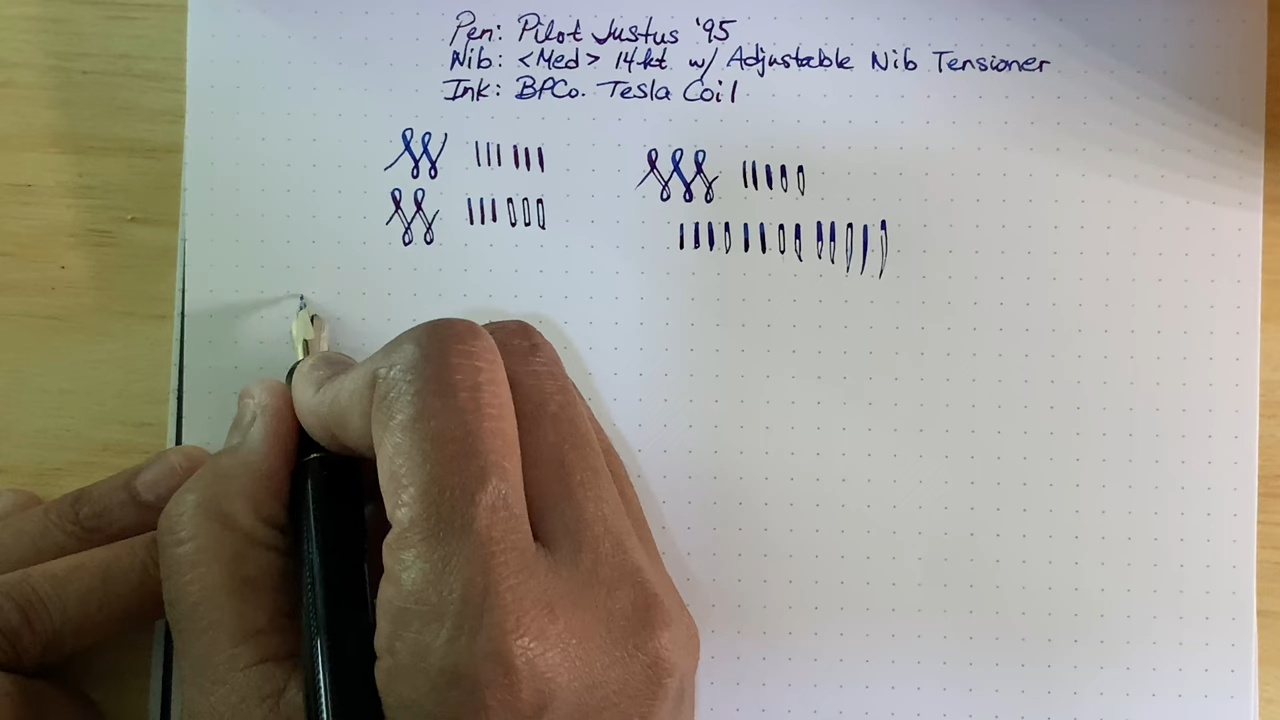 Pen: Pilot Justus '95
Nib: <Med> 14kt w/ Adjustable Nib Tensioner
Ink: BPCo. Tesla Coil